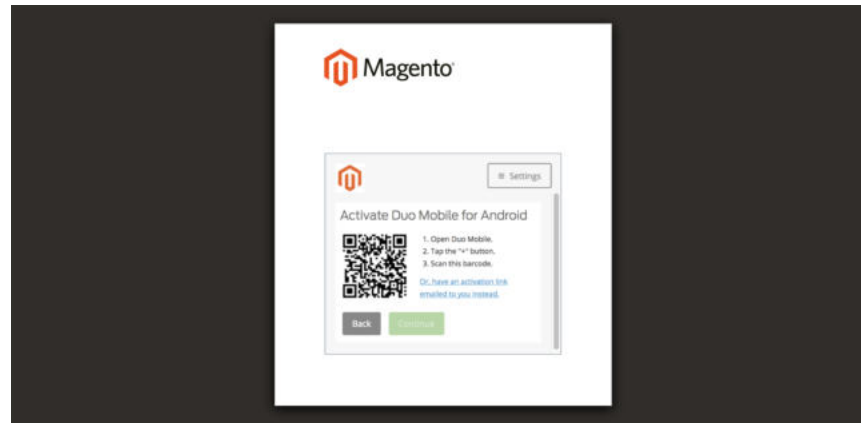 Magento
Settings
Activate Duo Mobile for Android
1. Open Duo Mobile.
2. Tap the "+" button.
3. Scan this barcode.
Or, have an activation link
emailed to you instead.
Back
Continue